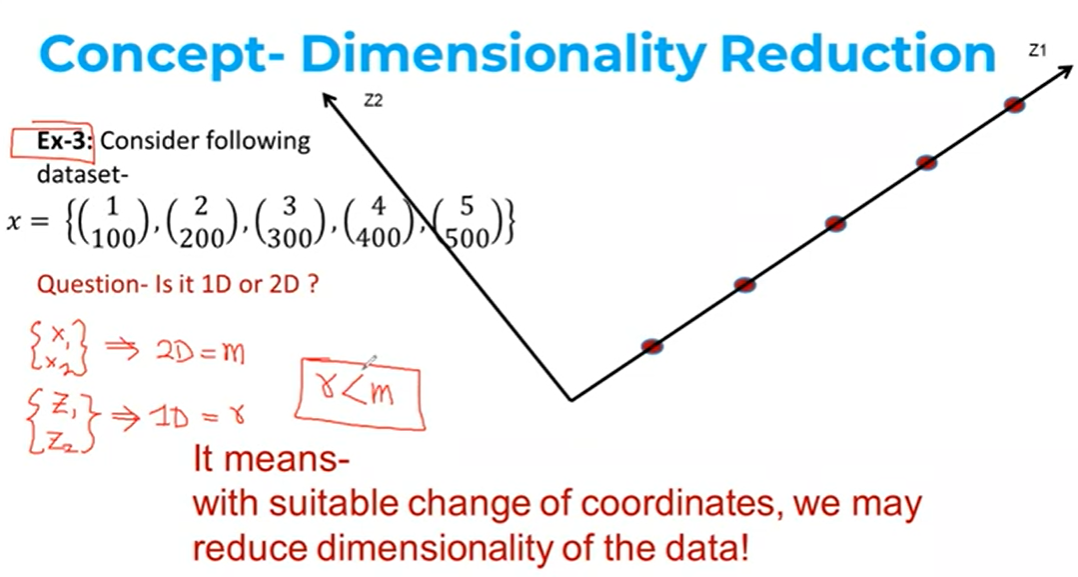 Concept- Dimensionality Reduction
Z1
Z2
Ex-3: Consider following
dataset-
x = {(1 100), (2 200), (3 300), (4 400), (5 500)}
Question- Is it 1D or 2D ?
{x₁ x₂} ⇒ 2D = m
{z₁ z₂} ⇒ 1D = r
r < m
It means-
with suitable change of coordinates, we may
reduce dimensionality of the data!